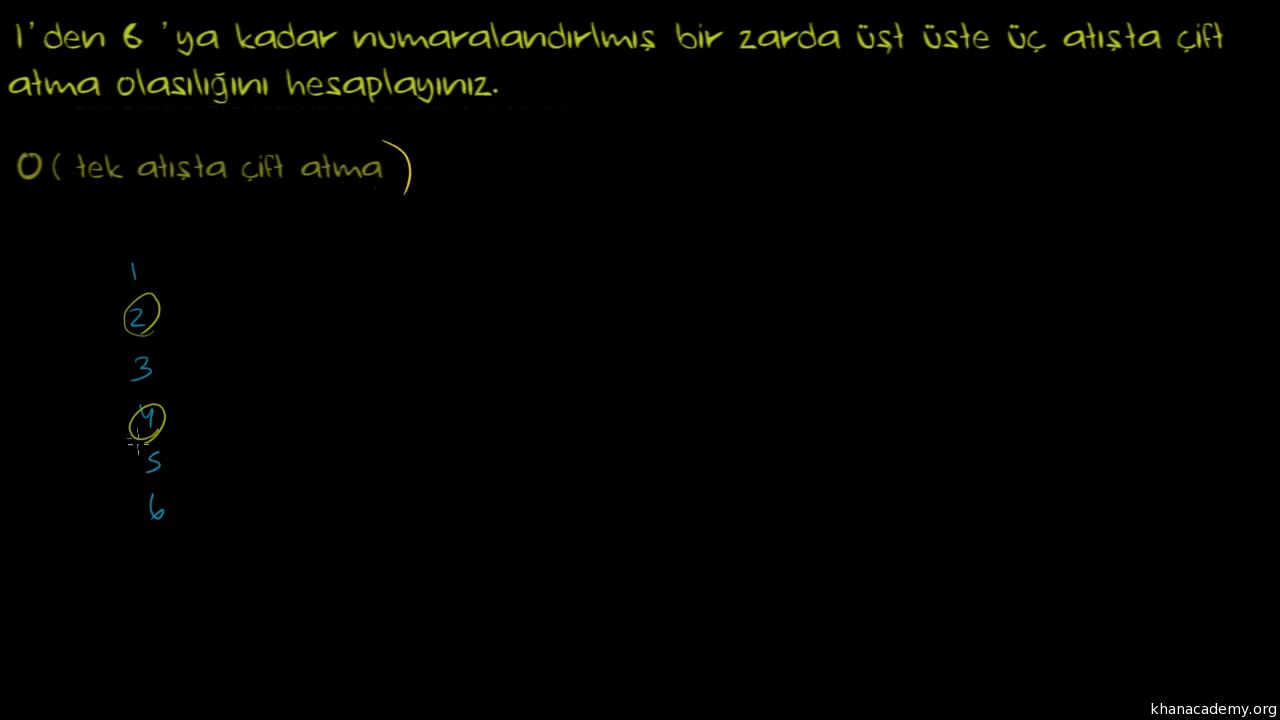 1'den 6 'ya kadar numaralandırılmış bir zarda üşt üste üç atışta çift
atma olasılığını hesaplayınız.
O ( tek atışta çift atma )
1
2
3
4
5
6
khanacademy.org